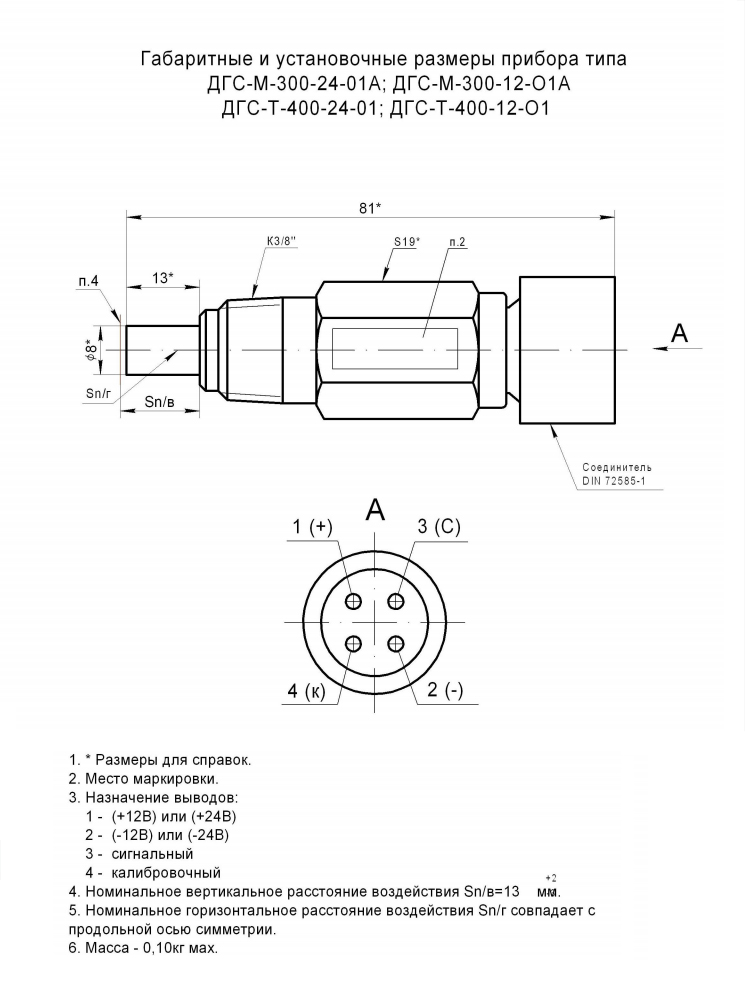 Габаритные и установочные размеры прибора типа
ДГС-М-300-24-01А; ДГС-М-300-12-О1А
ДГС-Т-400-24-01; ДГС-Т-400-12-О1
81*
К3/8"
S19*
п.2
13*
п.4
ϕ8*
А
Sn/г
Sn/в
Соединитель
DIN 72585-1
А
1 (+)
3 (С)
4 (к)
2 (-)
1. * Размеры для справок.
2. Место маркировки.
3. Назначение выводов:
1 - (+12В) или (+24В)
2 - (-12В) или (-24В)
3 - сигнальный
4 - калибровочный
+2
4. Номинальное вертикальное расстояние воздействия Sn/в=13 мм.
5. Номинальное горизонтальное расстояние воздействия Sn/г совпадает с
продольной осью симметрии.
6. Масса - 0,10кг мах.